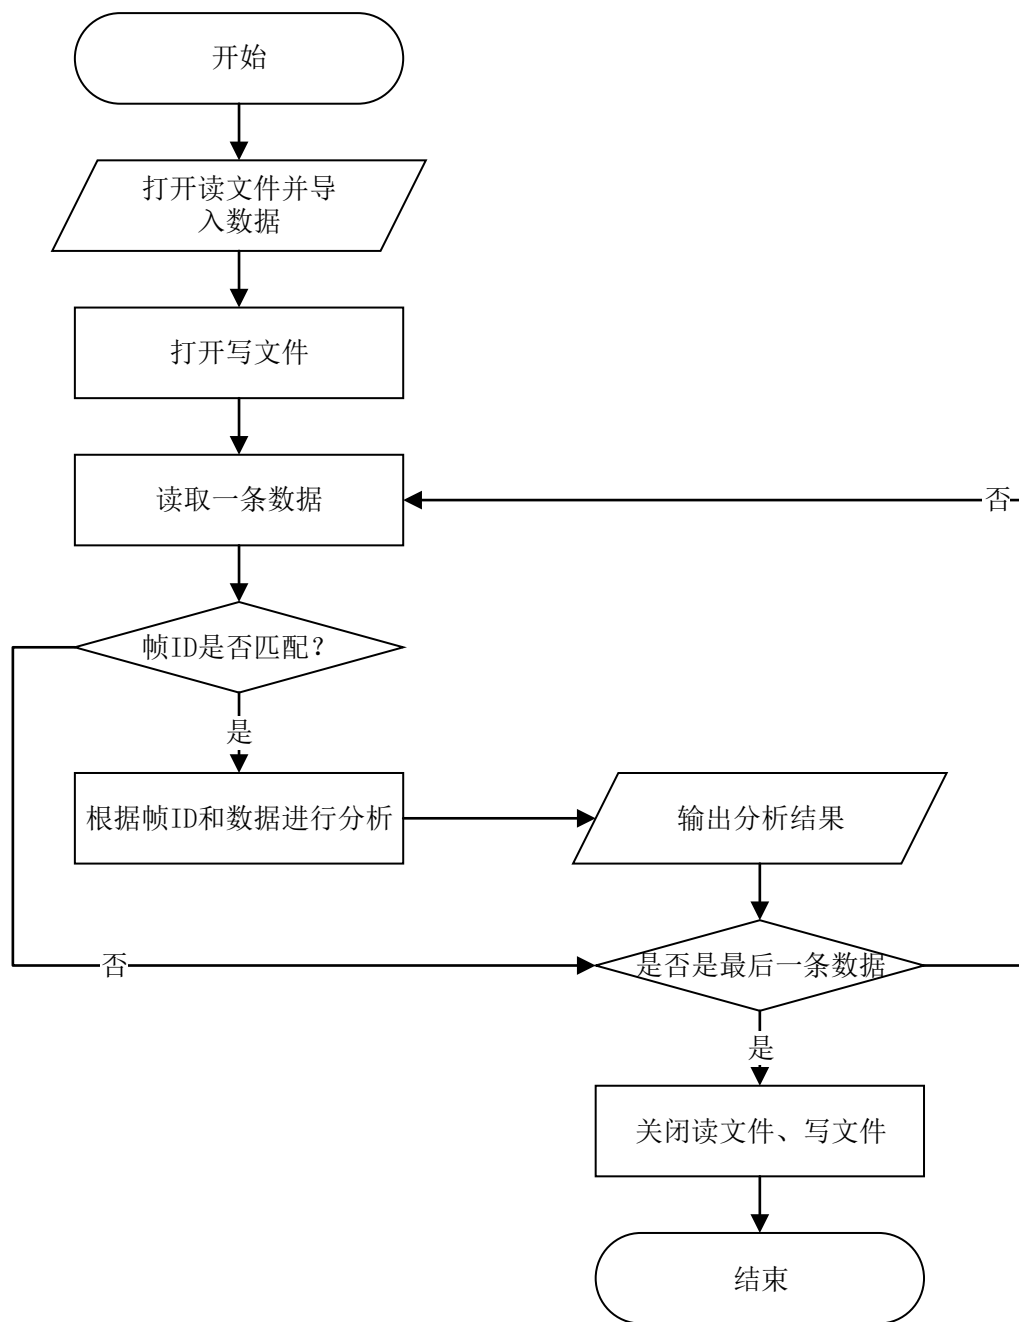 开始
打开读文件并导
入数据
打开写文件
读取一条数据
否
帧ID是否匹配？
是
根据帧ID和数据进行分析
输出分析结果
否
是否是最后一条数据
是
关闭读文件、写文件
结束